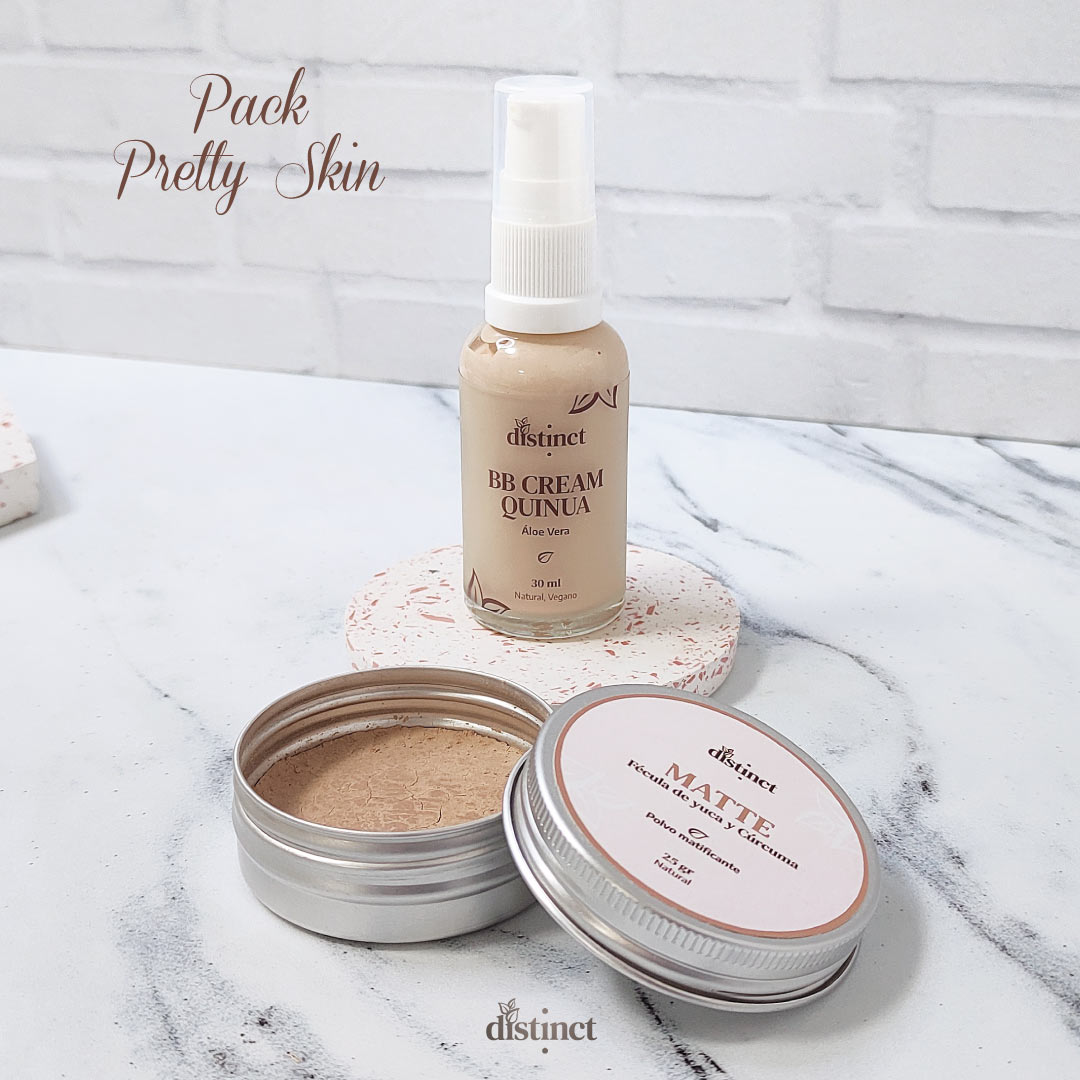 Pack
Pretty Skin
distinct
BB CREAM
QUINUA
Áloe Vera
30 ml
Natural, Vegano
distinct
MATTE
Fécula de yuca y Cúrcuma
Polvo matificante
25 gr
Natural
distinct